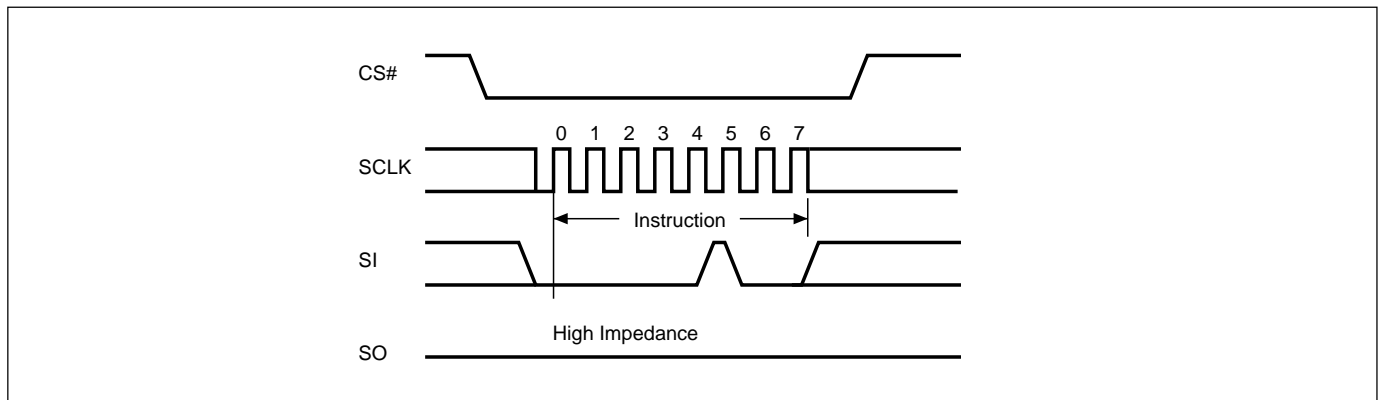 CS#
0 1 2 3 4 5 6 7
SCLK
Instruction
SI
High Impedance
SO